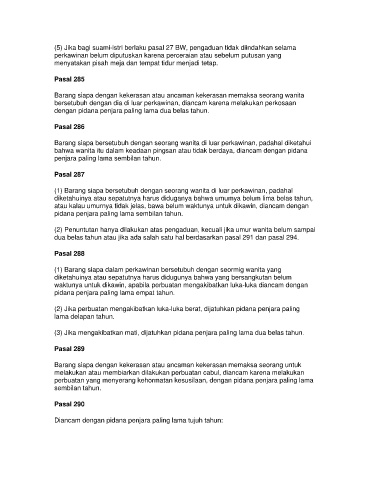 (5) Jika bagi suami-istri berlaku pasal 27 BW, pengaduan tidak diindahkan selama
perkawinan belum diputuskan karena perceraian atau sebelum putusan yang
menyatakan pisah meja dan tempat tidur menjadi tetap.
Pasal 285
Barang siapa dengan kekerasan atau ancaman kekerasan memaksa seorang wanita
bersetubuh dengan dia di luar perkawinan, diancam karena melakukan perkosaan
dengan pidana penjara paling lama dua belas tahun.
Pasal 286
Barang siapa bersetubuh dengan seorang wanita di luar perkawinan, padahal diketahui
bahwa wanita itu dalam keadaan pingsan atau tidak berdaya, diancam dengan pidana
penjara paling lama sembilan tahun.
Pasal 287
(1) Barang siapa bersetubuh dengan seorang wanita di luar perkawinan, padahal
diketahuinya atau sepatutnya harus diduganya bahwa umumya belum lima belas tahun,
atau kalau umurnya tidak jelas, bawa belum waktunya untuk dikawin, diancam dengan
pidana penjara paling lama sembilan tahun.
(2) Penuntutan hanya dilakukan atas pengaduan, kecuali jika umur wanita belum sampai
dua belas tahun atau jika ada salah satu hal berdasarkan pasal 291 dan pasal 294.
Pasal 288
(1) Barang siapa dalam perkawinan bersetubuh dengan seormig wanita yang
diketahuinya atau sepatutnya harus didugunya bahwa yang bersangkutan belum
waktunya untuk dikawin, apabila perbuatan mengakibatkan luka-luka diancam dengan
pidana penjara paling lama empat tahun.
(2) Jika perbuatan mengakibatkan luka-luka berat, dijatuhkan pidana penjara paling
lama delapan tahun.
(3) Jika mengakibatkan mati, dijatuhkan pidana penjara paling lama dua belas tahun.
Pasal 289
Barang siapa dengan kekerasan atau ancaman kekerasan memaksa seorang untuk
melakukan atau membiarkan dilakukan perbuatan cabul, diancam karena melakukan
perbuatan yang menyerang kehormatan kesusilaan, dengan pidana penjara paling lama
sembilan tahun.
Pasal 290
Diancam dengan pidana penjara paling lama tujuh tahun: